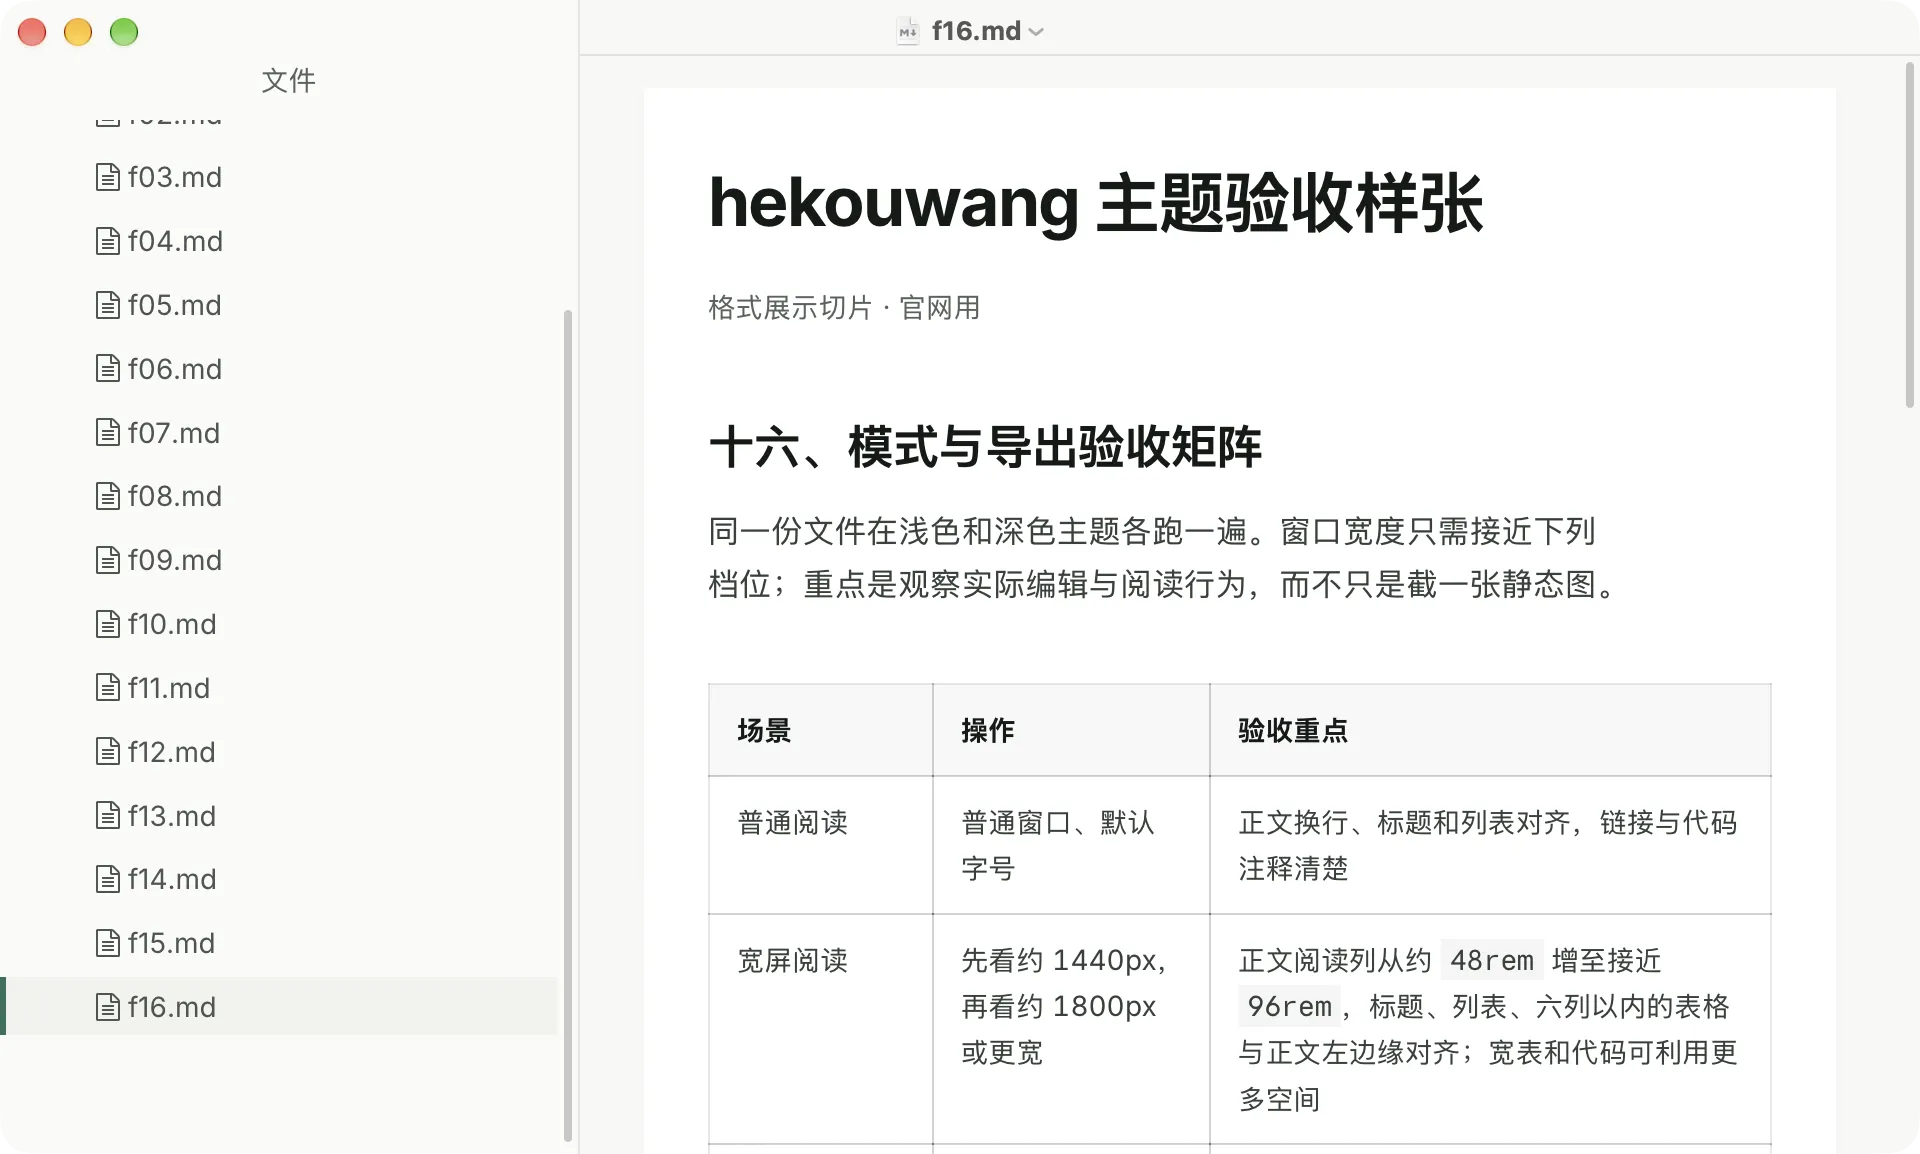 f16.md
文件
f02.md
f03.md
f04.md
f05.md
f06.md
f07.md
f08.md
f09.md
f10.md
f11.md
f12.md
f13.md
f14.md
f15.md
f16.md
hekouwang 主题验收样张
格式展示切片 · 官网用
十六、模式与导出验收矩阵
同一份文件在浅色和深色主题各跑一遍。窗口宽度只需接近下列
档位；重点是观察实际编辑与阅读行为，而不只是截一张静态图。
场景 操作 验收重点
普通阅读 普通窗口、默认 正文换行、标题和列表对齐，链接与代码
字号 注释清楚
宽屏阅读 先看约 1440px， 正文阅读列从约 48rem 增至接近
再看约 1800px 96rem，标题、列表、六列以内的表格
或更宽 与正文左边缘对齐；宽表和代码可利用更
多空间